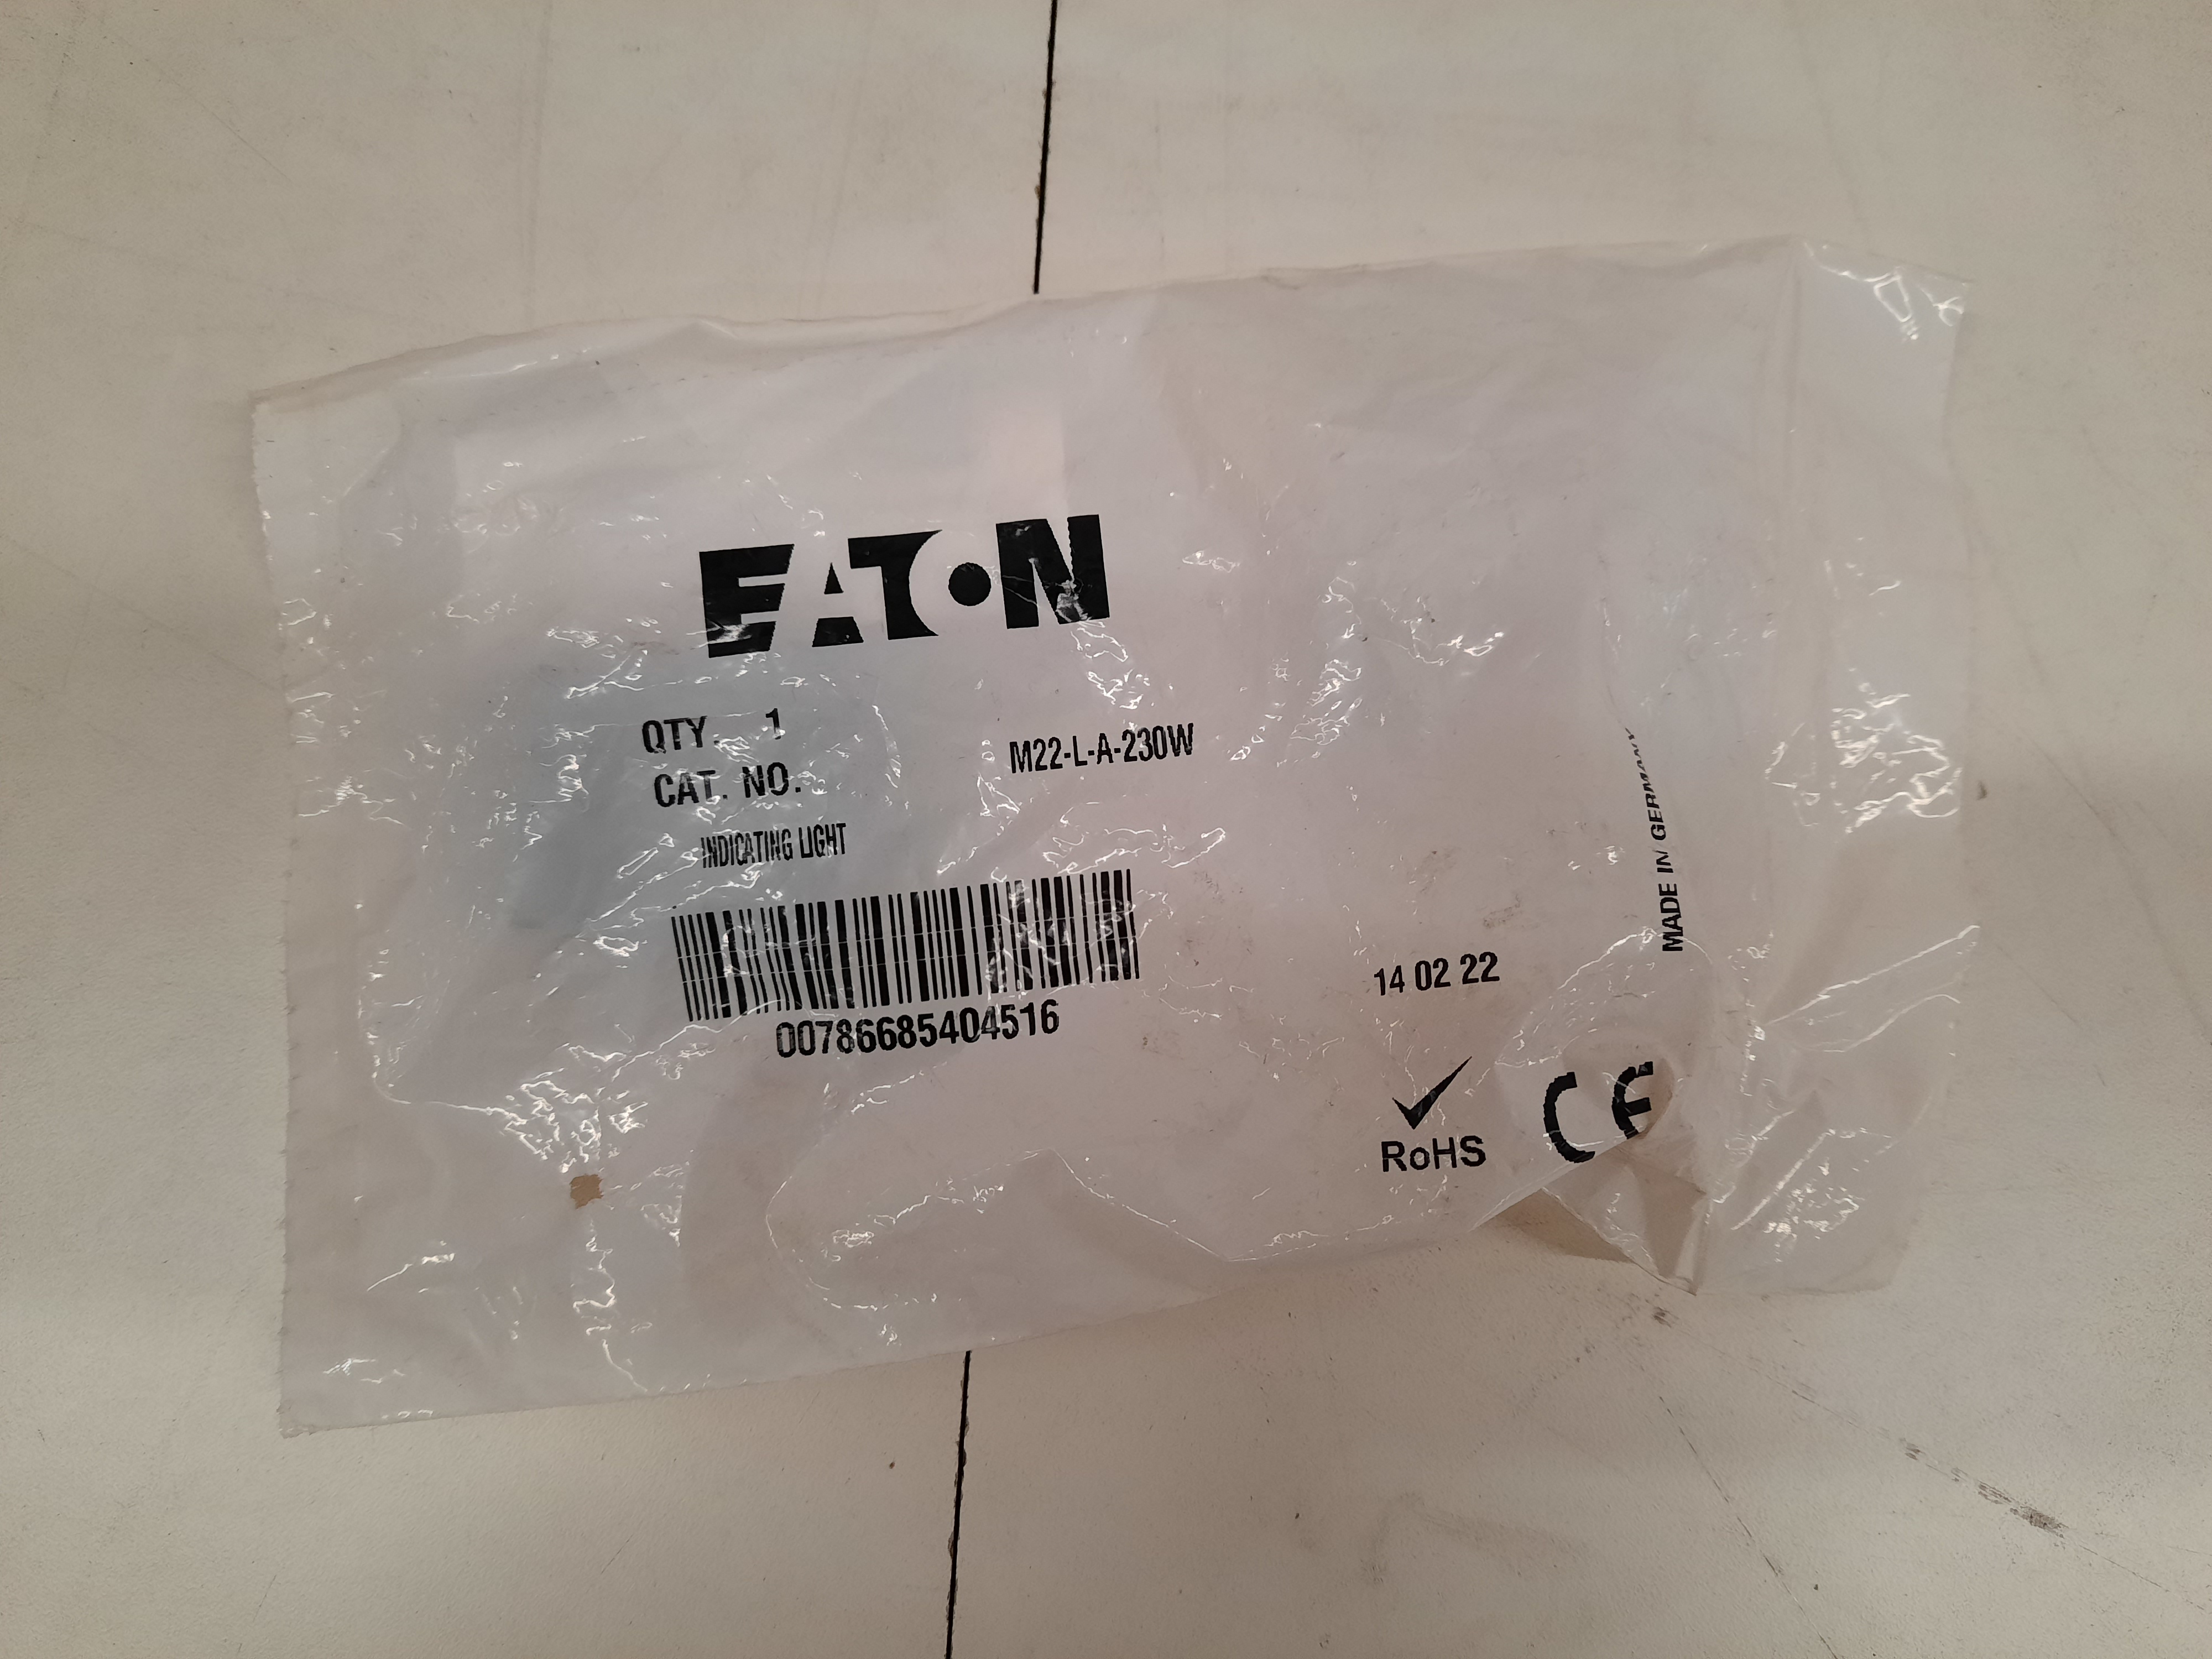 EATON
QTY. 1
CAT. NO.
M22-L-A-230W
INDICATING LIGHT
00786685404516
MADE IN GERMANY
14 02 22
RoHS
CE